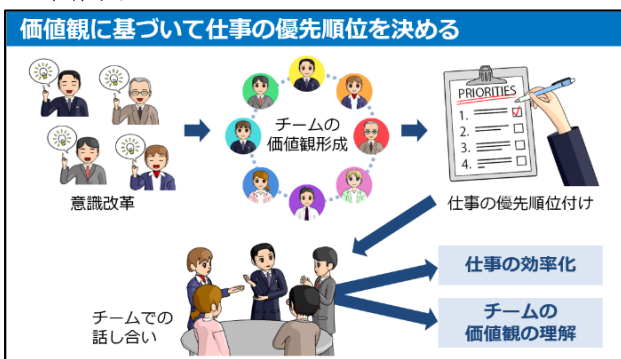 価値観に基づいて仕事の優先順位を決める
意識改革
チームの
価値観形成
PRIORITIES
1.
2.
3.
4.
仕事の優先順位付け
チームでの
話し合い
仕事の効率化
チームの
価値観の理解